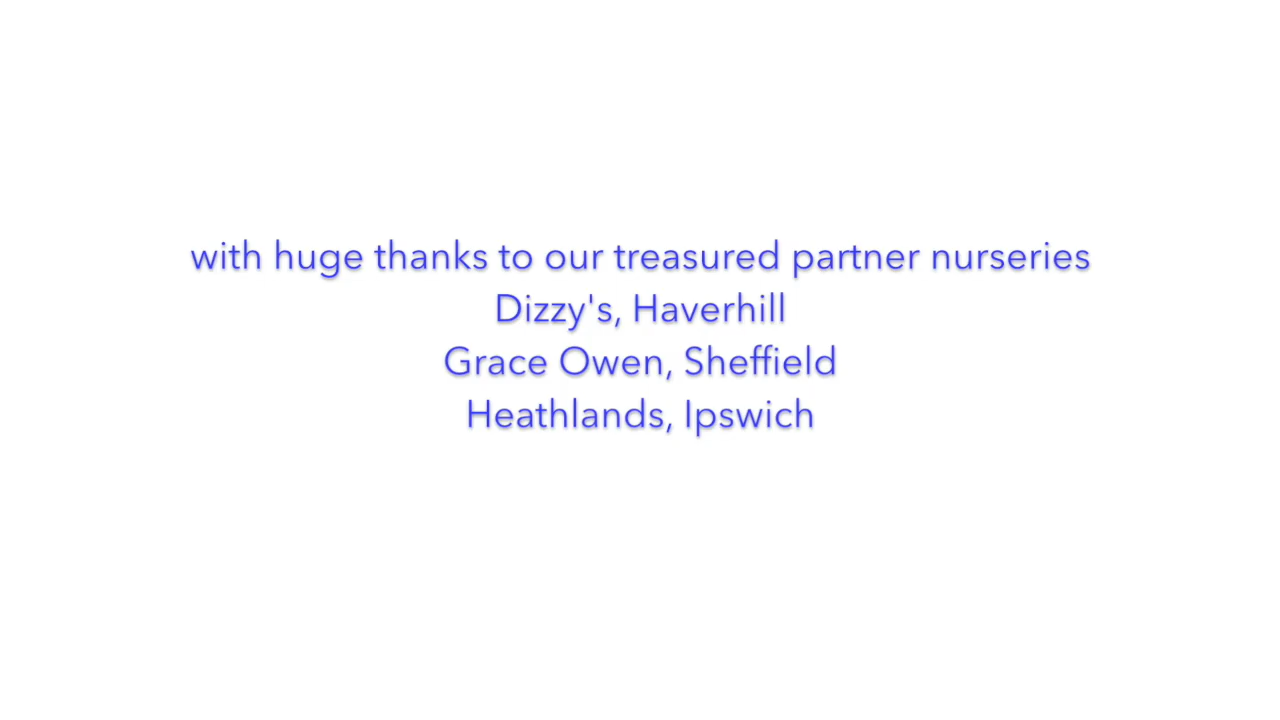 with huge thanks to our treasured partner nurseries
Dizzy's, Haverhill
Grace Owen, Sheffield
Heathlands, Ipswich